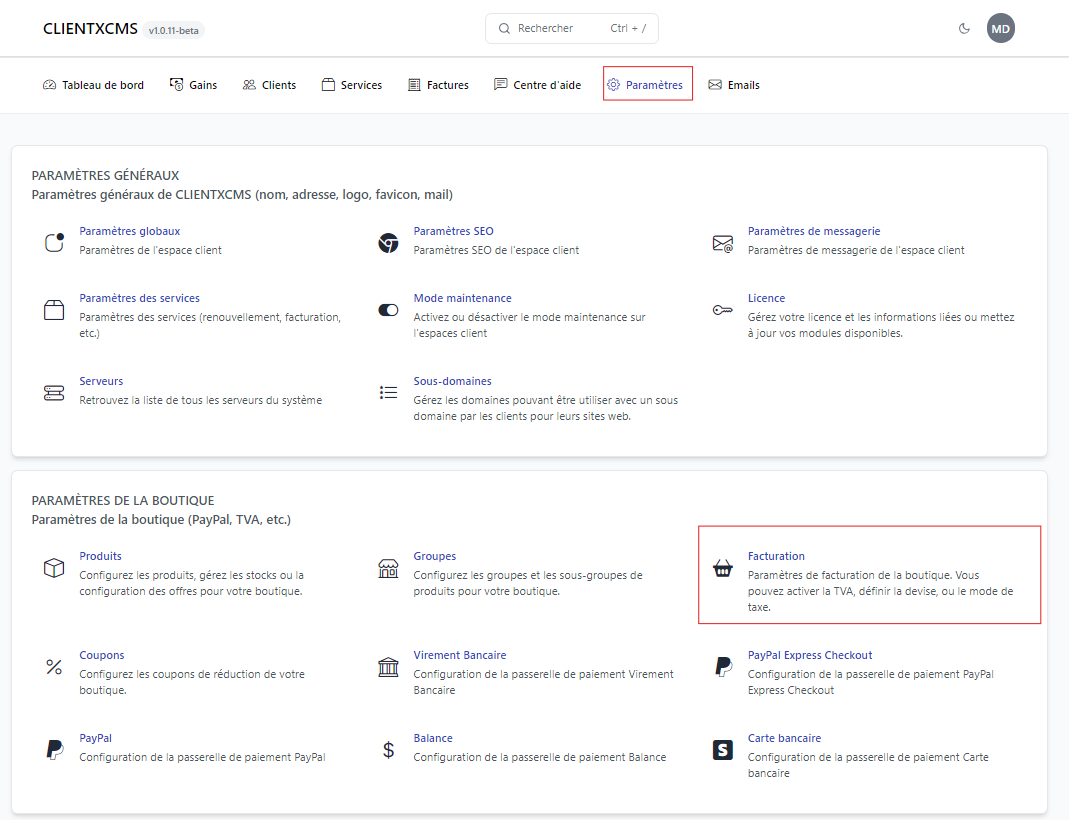 CLIENTXCMS v1.0.11-beta Rechercher Ctrl + / MD
Tableau de bord Gains Clients Services Factures Centre d'aide Paramètres Emails
PARAMÈTRES GÉNÉRAUX
Paramètres généraux de CLIENTXCMS (nom, adresse, logo, favicon, mail)
Paramètres globaux
Paramètres de l'espace client
Paramètres SEO
Paramètres SEO de l'espace client
Paramètres de messagerie
Paramètres de messagerie de l'espace client
Paramètres des services
Paramètres des services (renouvellement, facturation,
etc.)
Mode maintenance
Activez ou désactiver le mode maintenance sur
l'espaces client
Licence
Gérez votre licence et les informations liées ou mettez
à jour vos modules disponibles.
Serveurs
Retrouvez la liste de tous les serveurs du système
Sous-domaines
Gérez les domaines pouvant être utiliser avec un sous
domaine par les clients pour leurs sites web.
PARAMÈTRES DE LA BOUTIQUE
Paramètres de la boutique (PayPal, TVA, etc.)
Produits
Configurez les produits, gérez les stocks ou la
configuration des offres pour votre boutique.
Groupes
Configurez les groupes et les sous-groupes de
produits pour votre boutique.
Facturation
Paramètres de facturation de la boutique. Vous
pouvez activer la TVA, définir la devise, ou le mode de
taxe.
Coupons
Configurez les coupons de réduction de votre
boutique.
Virement Bancaire
Configuration de la passerelle de paiement Virement
Bancaire
PayPal Express Checkout
Configuration de la passerelle de paiement PayPal
Express Checkout
PayPal
Configuration de la passerelle de paiement PayPal
Balance
Configuration de la passerelle de paiement Balance
Carte bancaire
Configuration de la passerelle de paiement Carte
bancaire